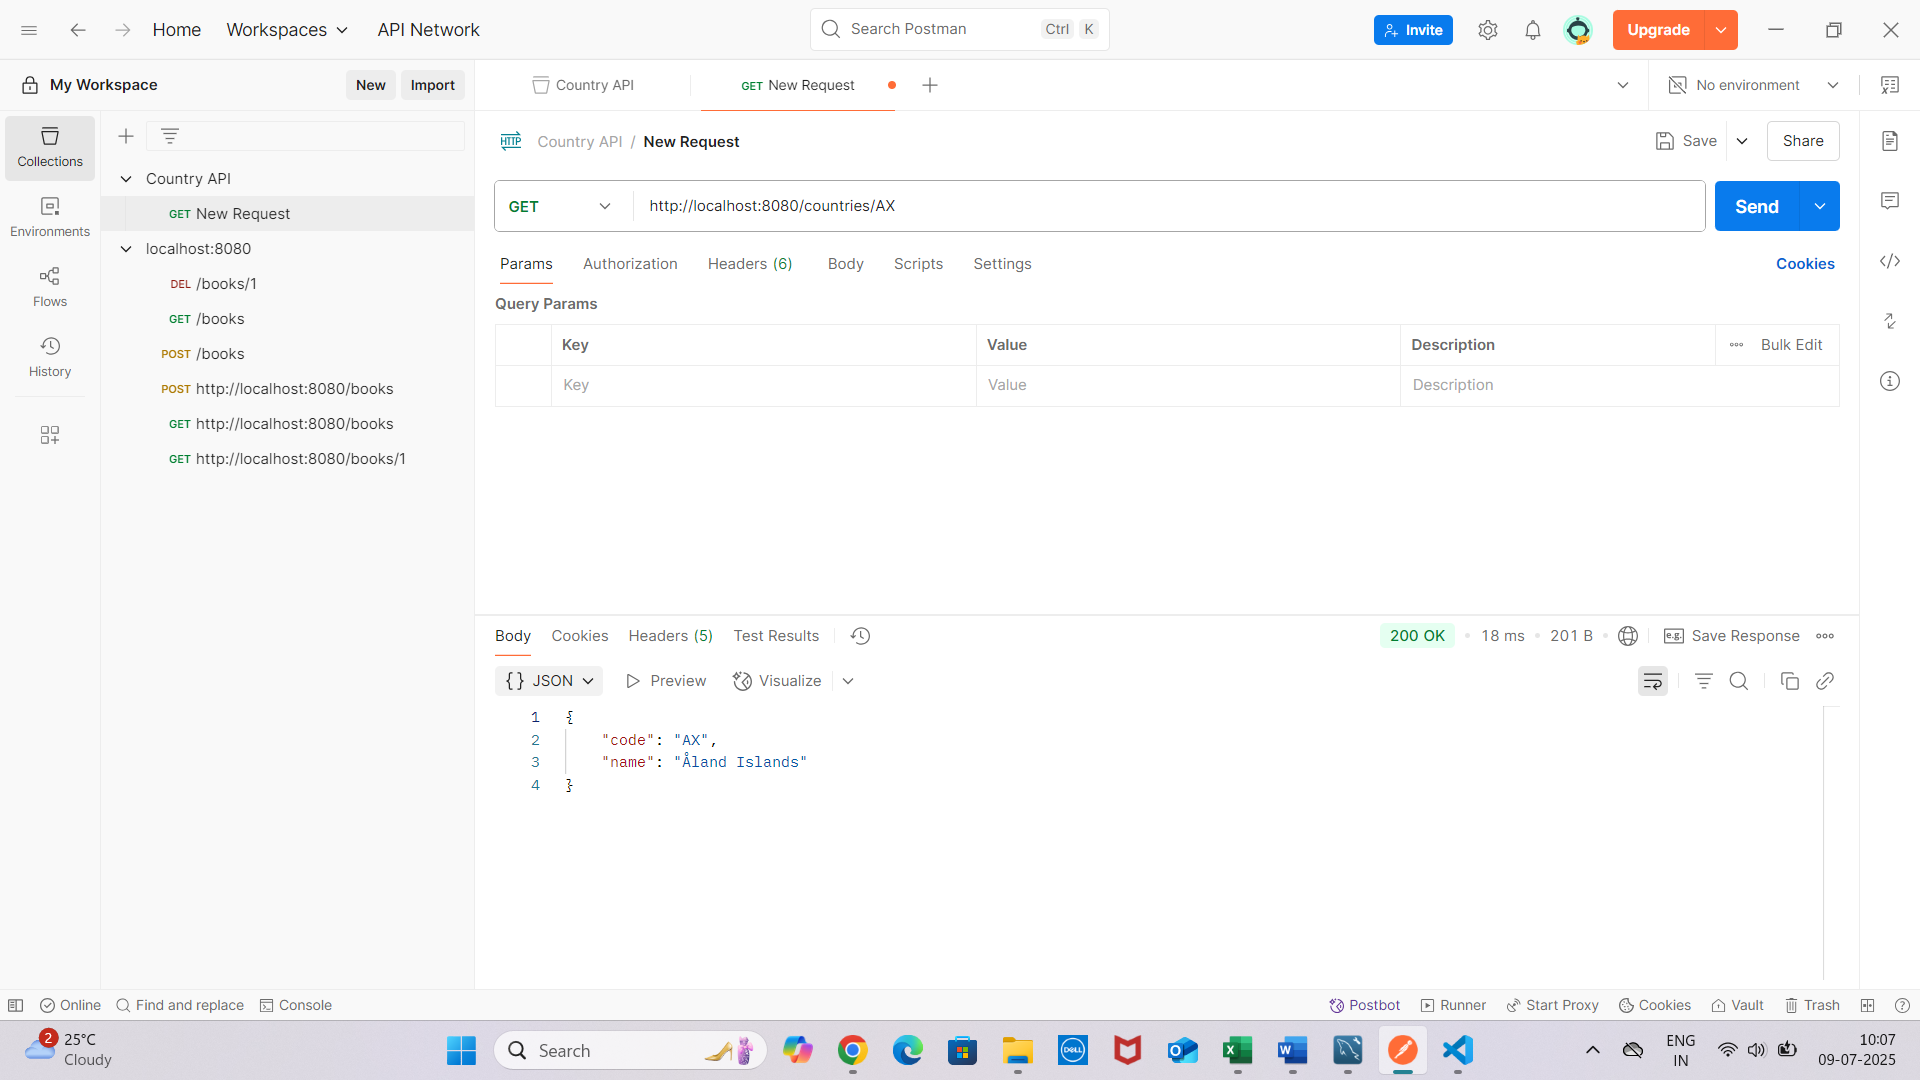 Home Workspaces API Network Search Postman Ctrl K Invite Upgrade
My Workspace New Import Country API GET New Request No environment
Collections
Environments
Flows
History
Country API
GET New Request
localhost:8080
DEL /books/1
GET /books
POST /books
POST http://localhost:8080/books
GET http://localhost:8080/books
GET http://localhost:8080/books/1
HTTP Country API / New Request Save Share
GET http://localhost:8080/countries/AX Send
Params Authorization Headers (6) Body Scripts Settings Cookies
Query Params
Key Value Description Bulk Edit
Key Value Description
Body Cookies Headers (5) Test Results 200 OK 18 ms 201 B e.g. Save Response
{} JSON Preview Visualize
1 {
2 "code": "AX",
3 "name": "Åland Islands"
4 }
Online Find and replace Console Postbot Runner Start Proxy Cookies Vault Trash
2 25°C
Cloudy
Search
DELL
ENG
IN
10:07
09-07-2025